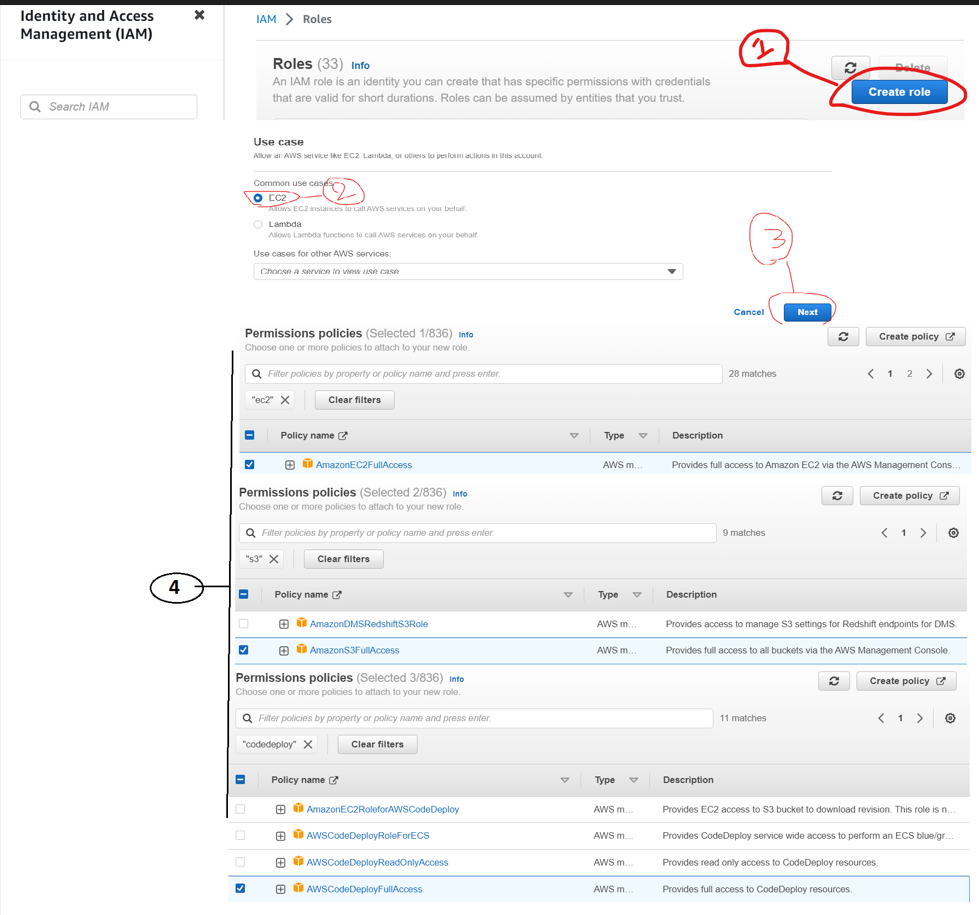 Identity and Access
Management (IAM)
Search IAM
IAM > Roles
1
Roles (33) Info
Delete
An IAM role is an identity you can create that has specific permissions with credentials
that are valid for short durations. Roles can be assumed by entities that you trust.
Create role
Use case
Allow an AWS service like EC2, Lambda, or others to perform actions in this account.
Common use cases
2
EC2
Allows EC2 instances to call AWS services on your behalf.
Lambda
Allows Lambda functions to call AWS services on your behalf.
3
Use cases for other AWS services:
Choose a service to view use case
Cancel Next
Permissions policies (Selected 1/836) Info
Create policy
Choose one or more policies to attach to your new role.
Filter policies by property or policy name and press enter. 28 matches < 1 2 >
"ec2" Clear filters
Policy name Type Description
AmazonEC2FullAccess AWS m... Provides full access to Amazon EC2 via the AWS Management Cons...
Permissions policies (Selected 2/836) Info
Create policy
Choose one or more policies to attach to your new role.
Filter policies by property or policy name and press enter. 9 matches < 1 >
"s3" Clear filters
4
Policy name Type Description
AmazonDMSRedshiftS3Role AWS m... Provides access to manage S3 settings for Redshift endpoints for DMS.
AmazonS3FullAccess AWS m... Provides full access to all buckets via the AWS Management Console.
Permissions policies (Selected 3/836) Info
Create policy
Choose one or more policies to attach to your new role.
Filter policies by property or policy name and press enter. 11 matches < 1 >
"codedeploy" Clear filters
Policy name Type Description
AmazonEC2RoleforAWSCodeDeploy AWS m... Provides EC2 access to S3 bucket to download revision. This role is n...
AWSCodeDeployRoleForECS AWS m... Provides CodeDeploy service wide access to perform an ECS blue/gr...
AWSCodeDeployReadOnlyAccess AWS m... Provides read only access to CodeDeploy resources.
AWSCodeDeployFullAccess AWS m... Provides full access to CodeDeploy resources.